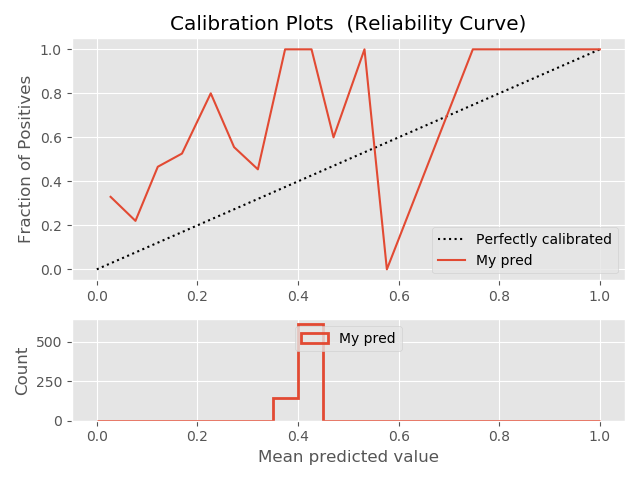 Calibration Plots  (Reliability Curve)
1.0
0.8
0.6
0.4
0.2
0.0
Fraction of Positives
Perfectly calibrated
My pred
0.0 0.2 0.4 0.6 0.8 1.0
500
250
0
Count
My pred
0.0 0.2 0.4 0.6 0.8 1.0
Mean predicted value